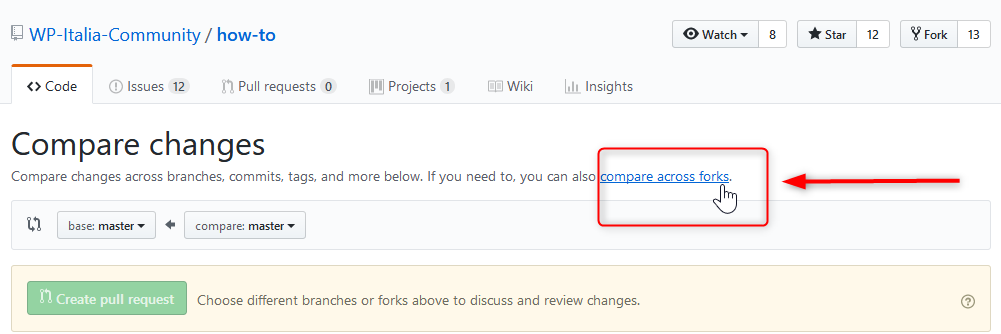 WP-Italia-Community / how-to
Watch 8 Star 12 Fork 13
Code Issues 12 Pull requests 0 Projects 1 Wiki Insights
Compare changes
Compare changes across branches, commits, tags, and more below. If you need to, you can also compare across forks.
base: master compare: master
Create pull request Choose different branches or forks above to discuss and review changes.